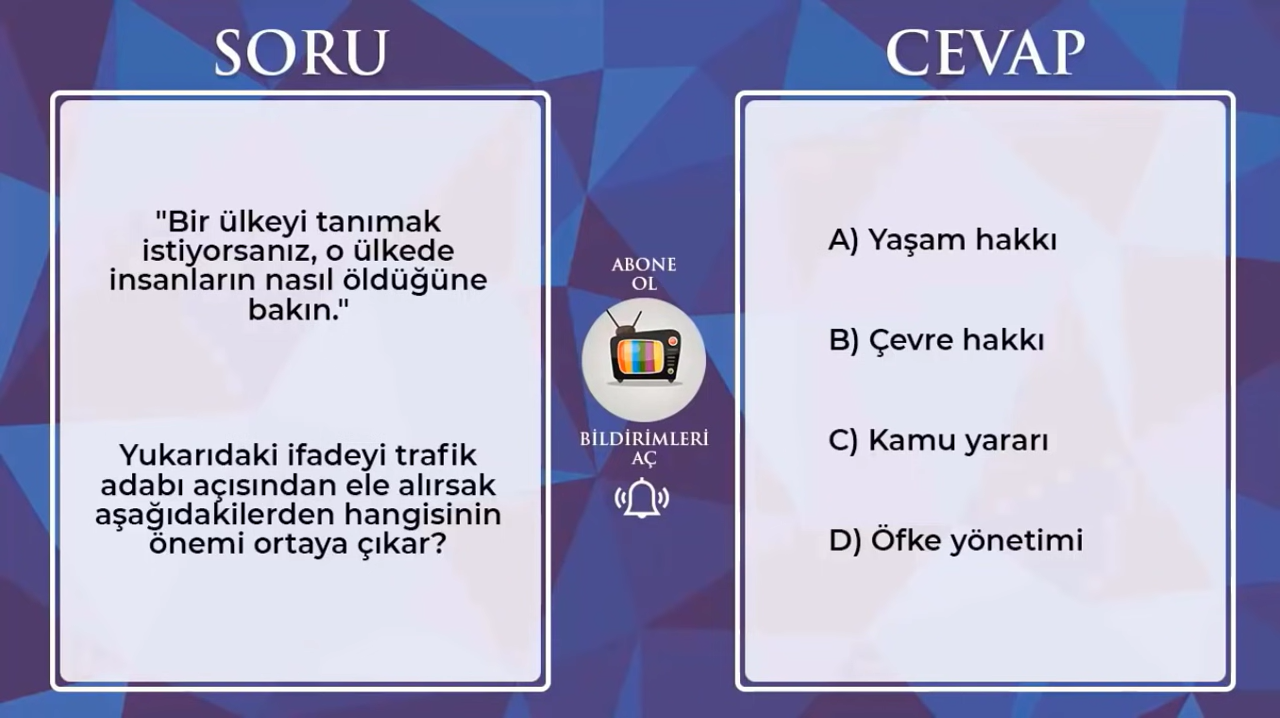 SORU
"Bir ülkeyi tanımak
istiyorsanız, o ülkede
insanların nasıl öldüğüne
bakın."
Yukarıdaki ifadeyi trafik
adabı açısından ele alırsak
aşağıdakilerden hangisinin
önemi ortaya çıkar?
ABONE
OL
BİLDİRİMLERİ
AÇ
CEVAP
A) Yaşam hakkı
B) Çevre hakkı
C) Kamu yararı
D) Öfke yönetimi